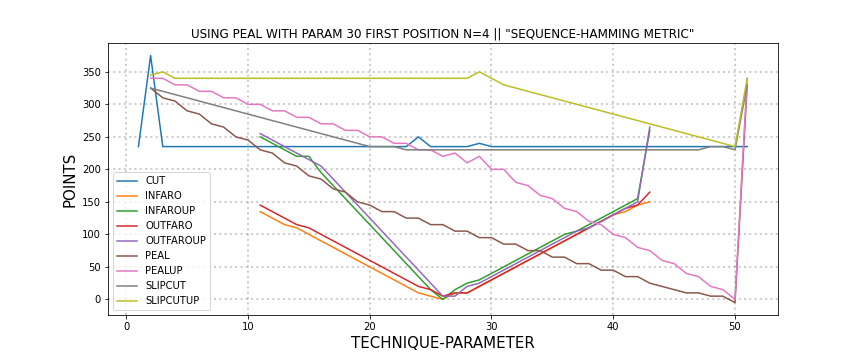 USING PEAL WITH PARAM 30 FIRST POSITION N=4 || "SEQUENCE-HAMMING METRIC"
350
300
250
200
150
100
50
0
POINTS
CUT
INFARO
INFAROUP
OUTFARO
OUTFAROUP
PEAL
PEALUP
SLIPCUT
SLIPCUTUP
0 10 20 30 40 50
TECHNIQUE-PARAMETER